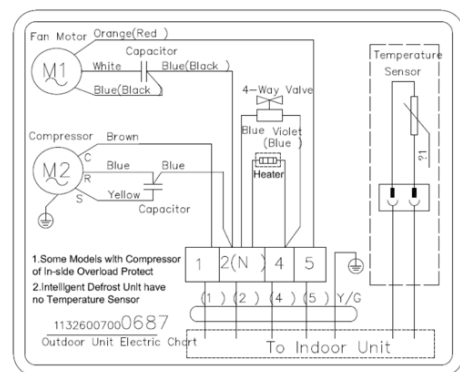 Fan Motor
Orange(Red )
Capacitor
M1
White
Blue(Black )
Blue(Black )
4-Way Valve
Blue Violet
(Blue )
Heater
Temperature
Sensor
?1
Compressor
Brown
C
M2
R
S
Blue
Blue
Yellow
Capacitor
1 2(N ) 4 5
(1 ) (2 ) (4 ) (5 ) Y/G
1.Some Models with Compressor
of In-side Overload Protect
2.Intelligent Defrost Unit have
no Temperature Sensor
11326007000687
Outdoor Unit Electric Chart
To Indoor Unit